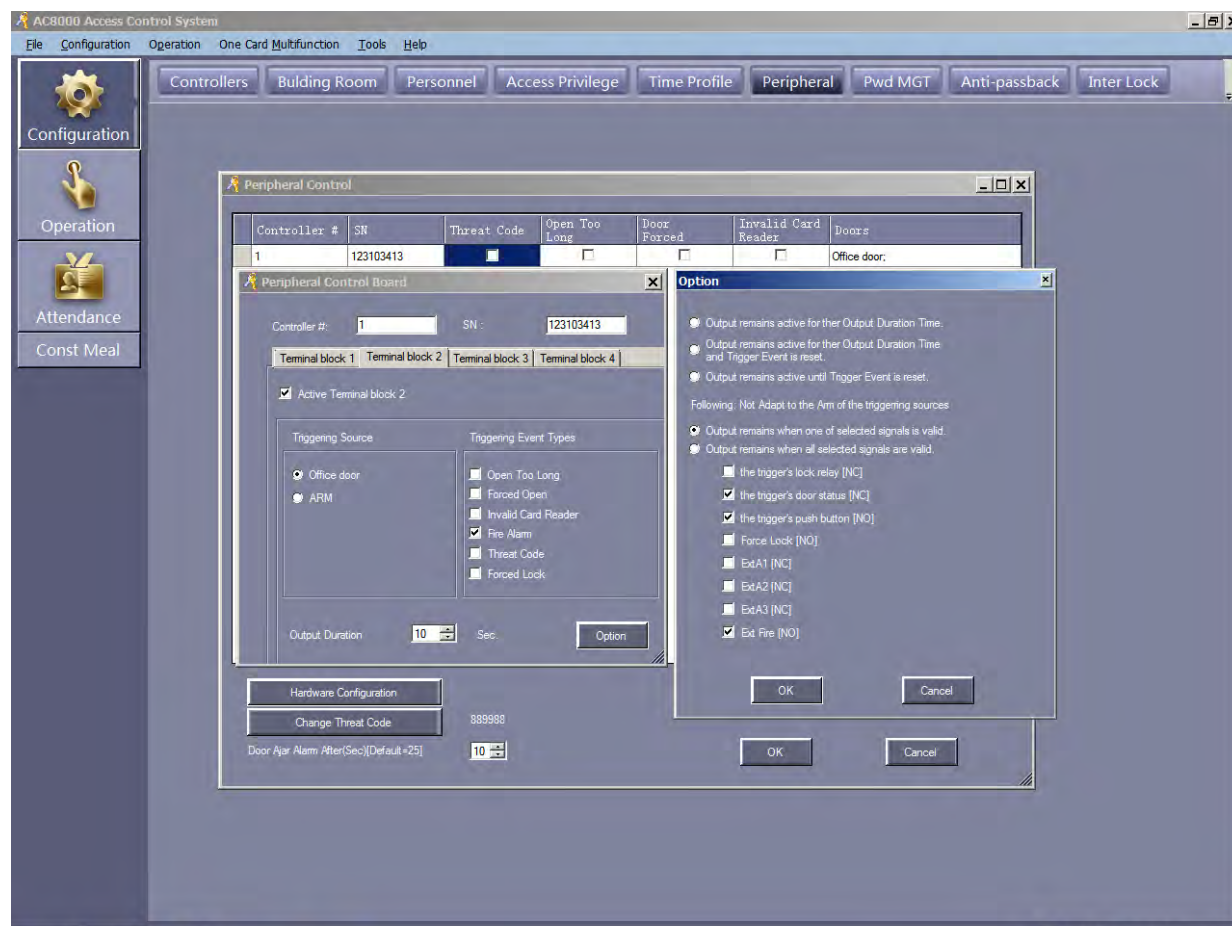 AC8000 Access Control System
File Configuration Operation One Card Multifunction Tools Help
Controllers Bulding Room Personnel Access Privilege Time Profile Peripheral Pwd MGT Anti-passback Inter Lock
Configuration
Operation
Attendance
Const Meal
Peripheral Control
Controller # SN Threat Code Open Too Long Door Forced Invalid Card Reader Doors
1 123103413 Office door;
Peripheral Control Board
Controller #: 1 SN : 123103413
Terminal block 1 Terminal block 2 Terminal block 3 Terminal block 4
Active Terminal block 2
Triggering Source
Office door
ARM
Triggering Event Types
Open Too Long
Forced Open
Invalid Card Reader
Fire Alarm
Threat Code
Forced Lock
Output Duration 10 Sec. Option
Option
Output remains active for ther Output Duration Time.
Output remains active for ther Output Duration Time
and Trigger Event is reset.
Output remains active until Trigger Event is reset.
Following, Not Adapt to the Arm of the triggering sources
Output remains when one of selected signals is valid.
Output remains when all selected signals are valid.
the trigger's lock relay [NC]
the trigger's door status [NC]
the trigger's push button [NO]
Force Lock [NO]
ExtA1 [NC]
ExtA2 [NC]
ExtA3 [NC]
Ext Fire [NO]
OK Cancel
Hardware Configuration
Change Threat Code 889988
Door Ajar Alarm After(Sec)[Default=25] 10
OK Cancel